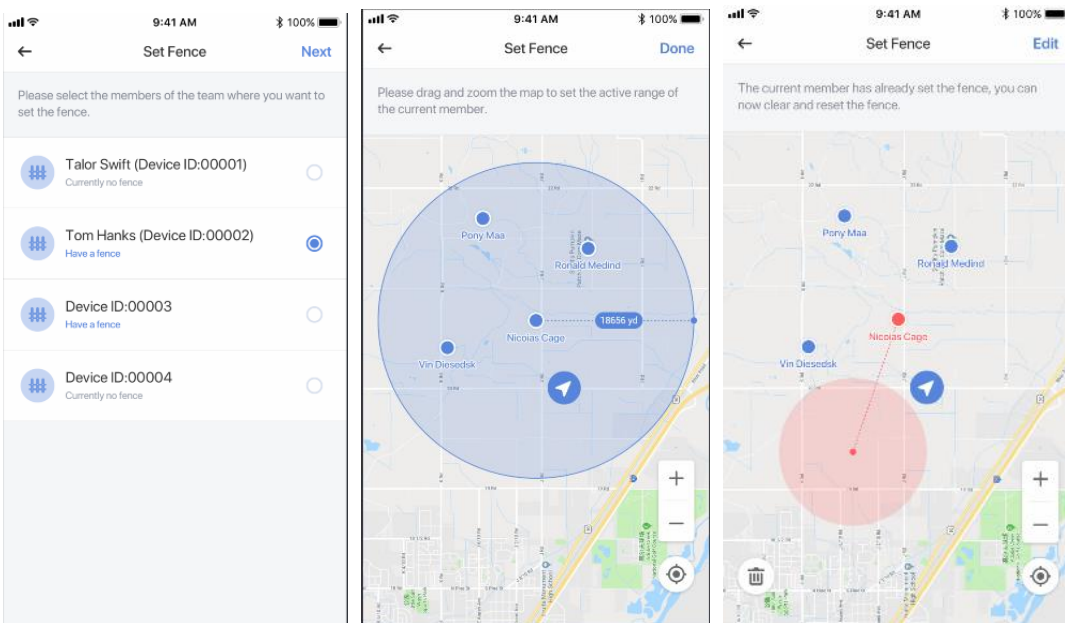 9:41 AM
100%
Set Fence
Next
Please select the members of the team where you want to
set the fence.
Talor Swift (Device ID:00001)
Currently no fence
Tom Hanks (Device ID:00002)
Have a fence
Device ID:00003
Have a fence
Device ID:00004
Currently no fence
9:41 AM
100%
Set Fence
Done
Please drag and zoom the map to set the active range of
the current member.
Pony Maa
Ronald Medind
18656 yd
Nicoias Cage
Vin Diesedsk
9:41 AM
100%
Set Fence
Edit
The current member has already set the fence, you can
now clear and reset the fence.
Pony Maa
Ronald Medind
Nicoias Cage
Vin Diesedsk